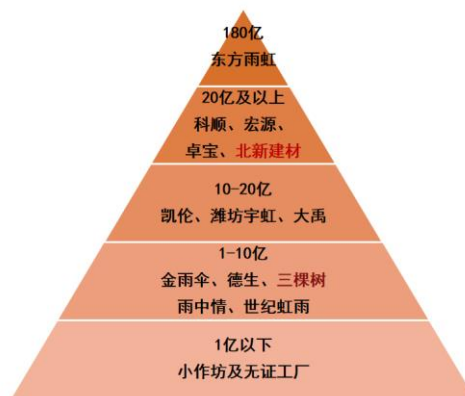 180亿
东方雨虹
20亿及以上
科顺、宏源、
卓宝、北新建材
10-20亿
凯伦、潍坊宇虹、大禹
1-10亿
金雨伞、德生、三棵树
雨中情、世纪虹雨
1亿以下
小作坊及无证工厂